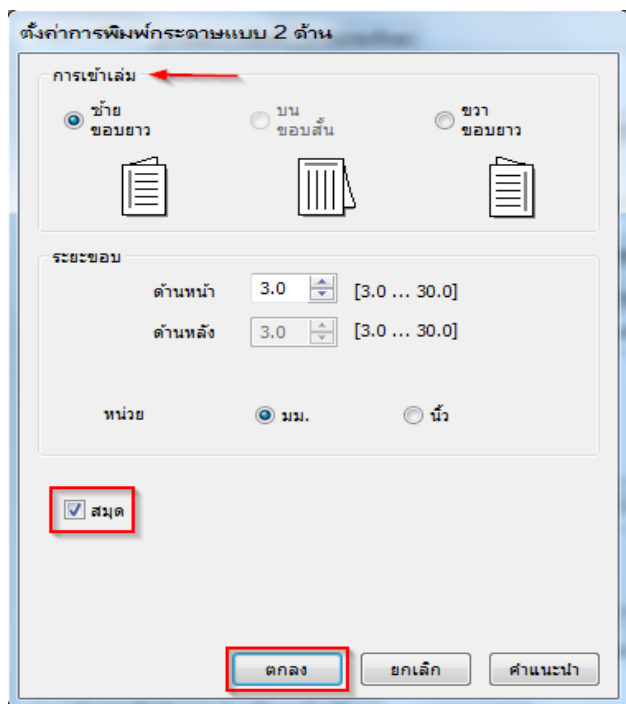 ตั้งค่าการพิมพ์กระดาษแบบ 2 ด้าน
การเข้าเล่ม
ซ้าย บน ขวา
ขอบยาว ขอบสั้น ขอบยาว
ระยะขอบ
ด้านหน้า 3.0 [3.0 ... 30.0]
ด้านหลัง 3.0 [3.0 ... 30.0]
หน่วย มม. นิ้ว
สมุด
ตกลง ยกเลิก คำแนะนำ